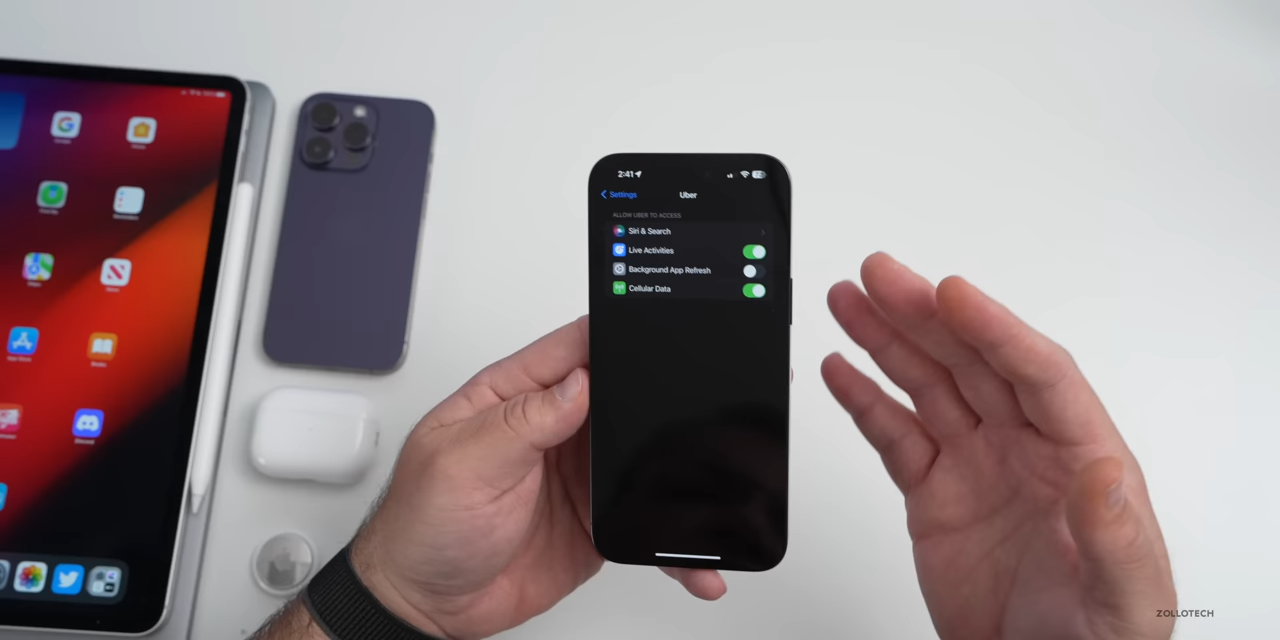 2:41
Settings
Uber
ALLOW UBER TO ACCESS
Siri & Search
Live Activities
Background App Refresh
Cellular Data
ZOLLOTECH